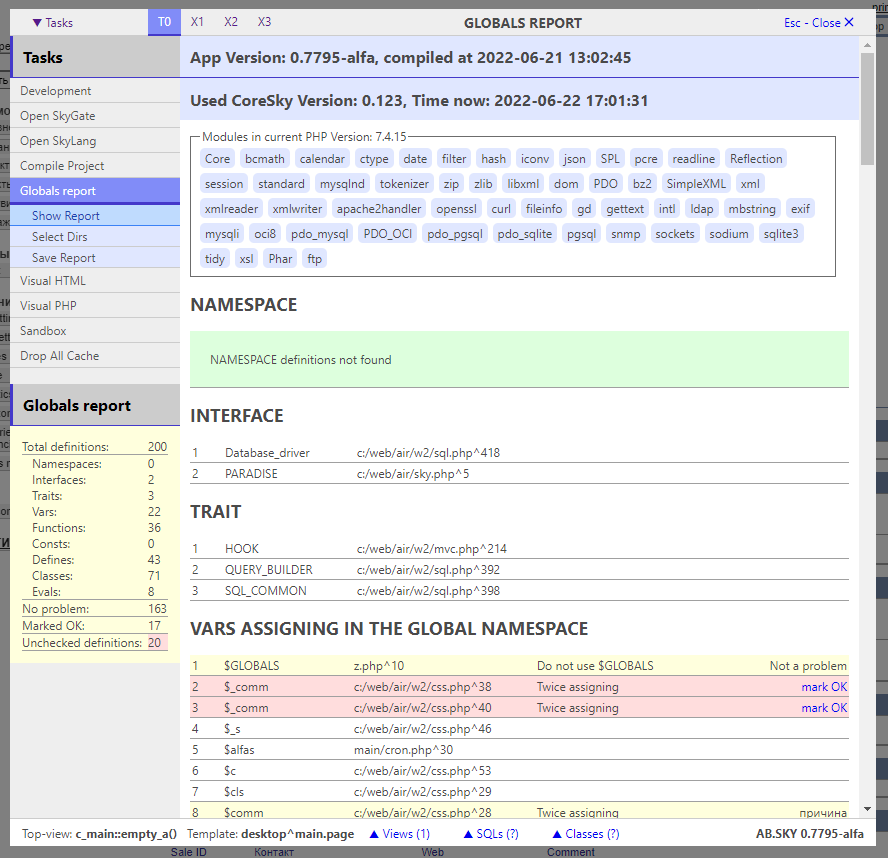 ▼ Tasks T0 X1 X2 X3 GLOBALS REPORT Esc - Close ✕
Tasks
Development
Open SkyGate
Open SkyLang
Compile Project
Globals report
Show Report
Select Dirs
Save Report
Visual HTML
Visual PHP
Sandbox
Drop All Cache
Globals report
Total definitions: 200
Namespaces: 0
Interfaces: 2
Traits: 3
Vars: 22
Functions: 36
Consts: 0
Defines: 43
Classes: 71
Evals: 8
No problem: 163
Marked OK: 17
Unchecked definitions: 20
App Version: 0.7795-alfa, compiled at 2022-06-21 13:02:45
Used CoreSky Version: 0.123, Time now: 2022-06-22 17:01:31
Modules in current PHP Version: 7.4.15
Core bcmath calendar ctype date filter hash iconv json SPL pcre readline Reflection
session standard mysqlnd tokenizer zip zlib libxml dom PDO bz2 SimpleXML xml
xmlreader xmlwriter apache2handler openssl curl fileinfo gd gettext intl ldap mbstring exif
mysqli oci8 pdo_mysql PDO_OCI pdo_pgsql pdo_sqlite pgsql snmp sockets sodium sqlite3
tidy xsl Phar ftp
NAMESPACE
NAMESPACE definitions not found
INTERFACE
1 Database_driver c:/web/air/w2/sql.php^418
2 PARADISE c:/web/air/sky.php^5
TRAIT
1 HOOK c:/web/air/w2/mvc.php^214
2 QUERY_BUILDER c:/web/air/w2/sql.php^392
3 SQL_COMMON c:/web/air/w2/sql.php^398
VARS ASSIGNING IN THE GLOBAL NAMESPACE
1 $GLOBALS z.php^10 Do not use $GLOBALS Not a problem
2 $_comm c:/web/air/w2/css.php^38 Twice assigning mark OK
3 $_comm c:/web/air/w2/css.php^40 Twice assigning mark OK
4 $_s c:/web/air/w2/css.php^46
5 $alfas main/cron.php^30
6 $c c:/web/air/w2/css.php^53
7 $cls c:/web/air/w2/css.php^29
8 $comm c:/web/air/w2/css.php^28 Twice assigning причина
Top-view: c_main::empty_a() Template: desktop^main.page ▲ Views (1) ▲ SQLs (?) ▲ Classes (?) AB.SKY 0.7795-alfa
Sale ID Контакт Web Comment